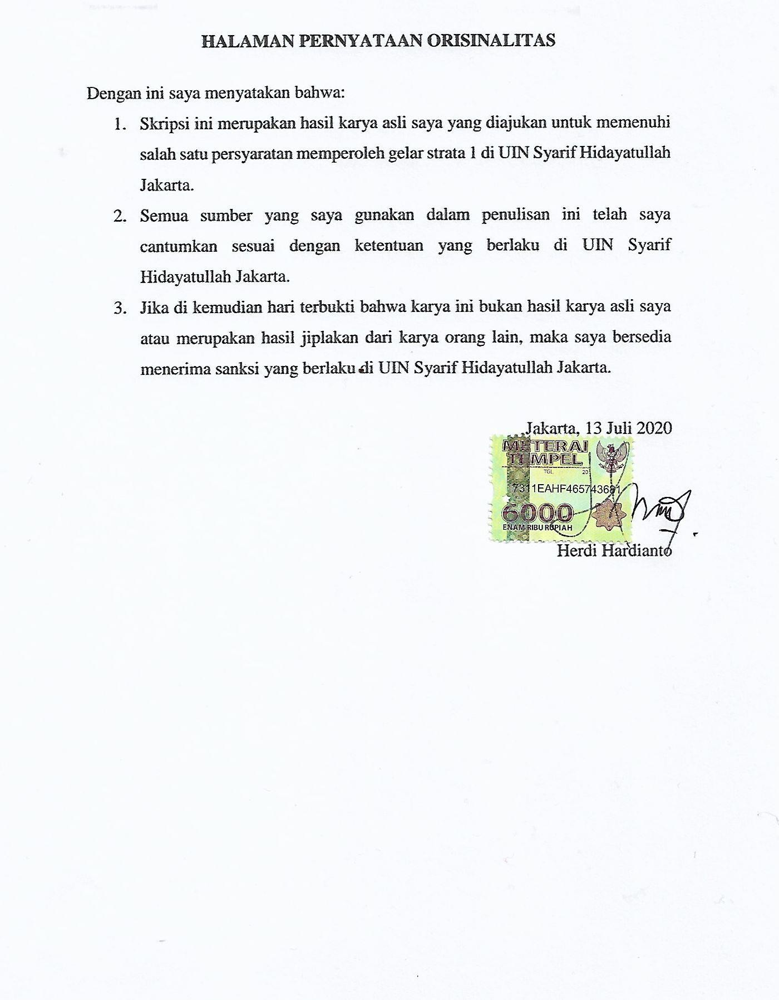 HALAMAN PERNYATAAN ORISINALITAS
Dengan ini saya menyatakan bahwa:
1. Skripsi ini merupakan hasil karya asli saya yang diajukan untuk memenuhi
salah satu persyaratan memperoleh gelar strata 1 di UIN Syarif Hidayatullah
Jakarta.
2. Semua sumber yang saya gunakan dalam penulisan ini telah saya
cantumkan sesuai dengan ketentuan yang berlaku di UIN Syarif
Hidayatullah Jakarta.
3. Jika di kemudian hari terbukti bahwa karya ini bukan hasil karya asli saya
atau merupakan hasil jiplakan dari karya orang lain, maka saya bersedia
menerima sanksi yang berlaku di UIN Syarif Hidayatullah Jakarta.
Jakarta, 13 Juli 2020
METERAI
TEMPEL
TGL. 20
7311EAHF465743681
6000
ENAM RIBU RUPIAH
Herdi Hardianto